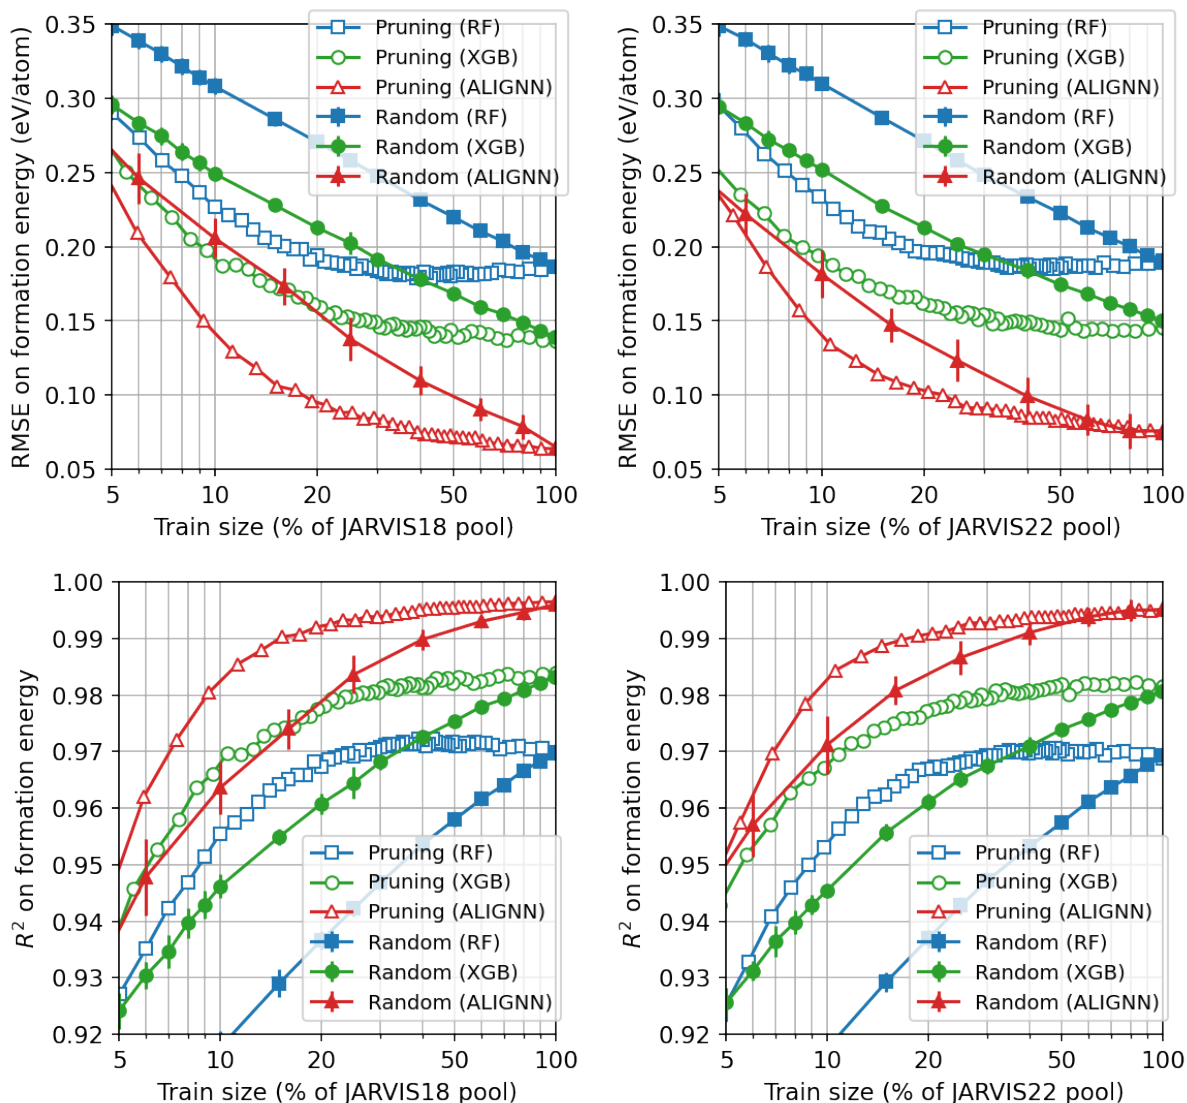 RMSE on formation energy (eV/atom)
0.35
0.30
0.25
0.20
0.15
0.10
0.05
5
10
20
50
100
Train size (% of JARVIS18 pool)
Pruning (RF)
Pruning (XGB)
Pruning (ALIGNN)
Random (RF)
Random (XGB)
Random (ALIGNN)
RMSE on formation energy (eV/atom)
0.35
0.30
0.25
0.20
0.15
0.10
0.05
5
10
20
50
100
Train size (% of JARVIS22 pool)
Pruning (RF)
Pruning (XGB)
Pruning (ALIGNN)
Random (RF)
Random (XGB)
Random (ALIGNN)
R² on formation energy
1.00
0.99
0.98
0.97
0.96
0.95
0.94
0.93
0.92
5
10
20
50
100
Train size (% of JARVIS18 pool)
Pruning (RF)
Pruning (XGB)
Pruning (ALIGNN)
Random (RF)
Random (XGB)
Random (ALIGNN)
R² on formation energy
1.00
0.99
0.98
0.97
0.96
0.95
0.94
0.93
0.92
5
10
20
50
100
Train size (% of JARVIS22 pool)
Pruning (RF)
Pruning (XGB)
Pruning (ALIGNN)
Random (RF)
Random (XGB)
Random (ALIGNN)